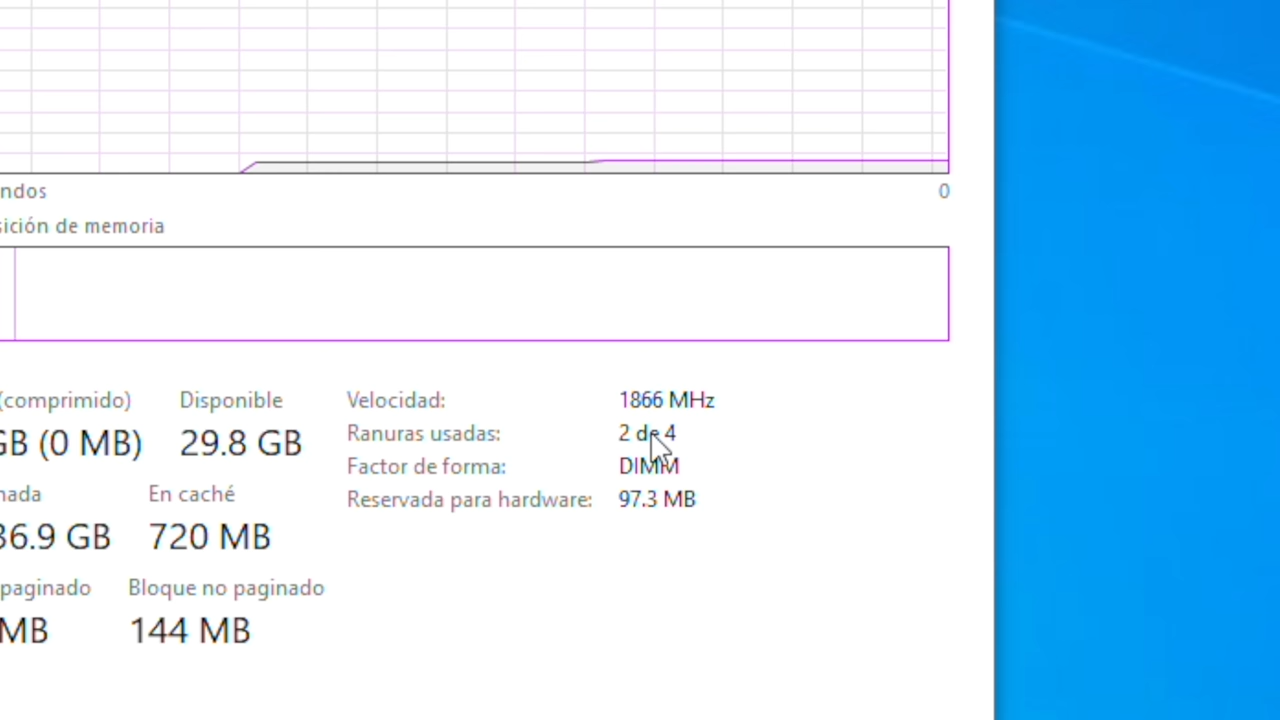 ndos 0
sición de memoria
(comprimido) Disponible Velocidad: 1866 MHz
GB (0 MB) 29.8 GB Ranuras usadas: 2 de 4
Factor de forma: DIMM
nada En caché Reservada para hardware: 97.3 MB
36.9 GB 720 MB
paginado Bloque no paginado
MB 144 MB